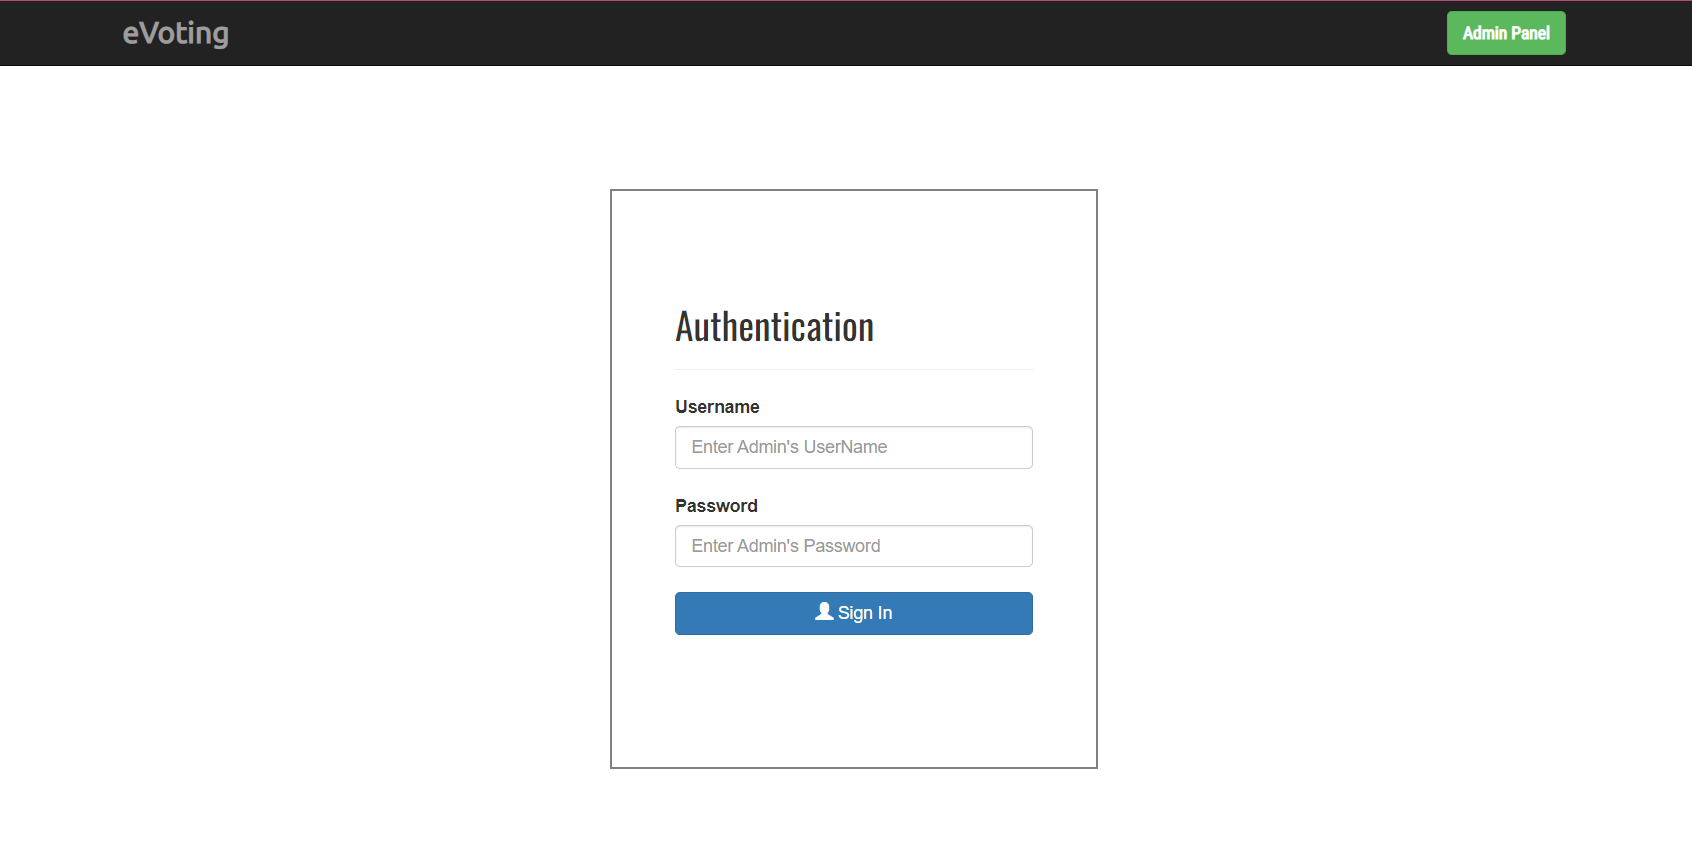 eVoting
Admin Panel
Authentication
Username
Enter Admin's UserName
Password
Enter Admin's Password
Sign In